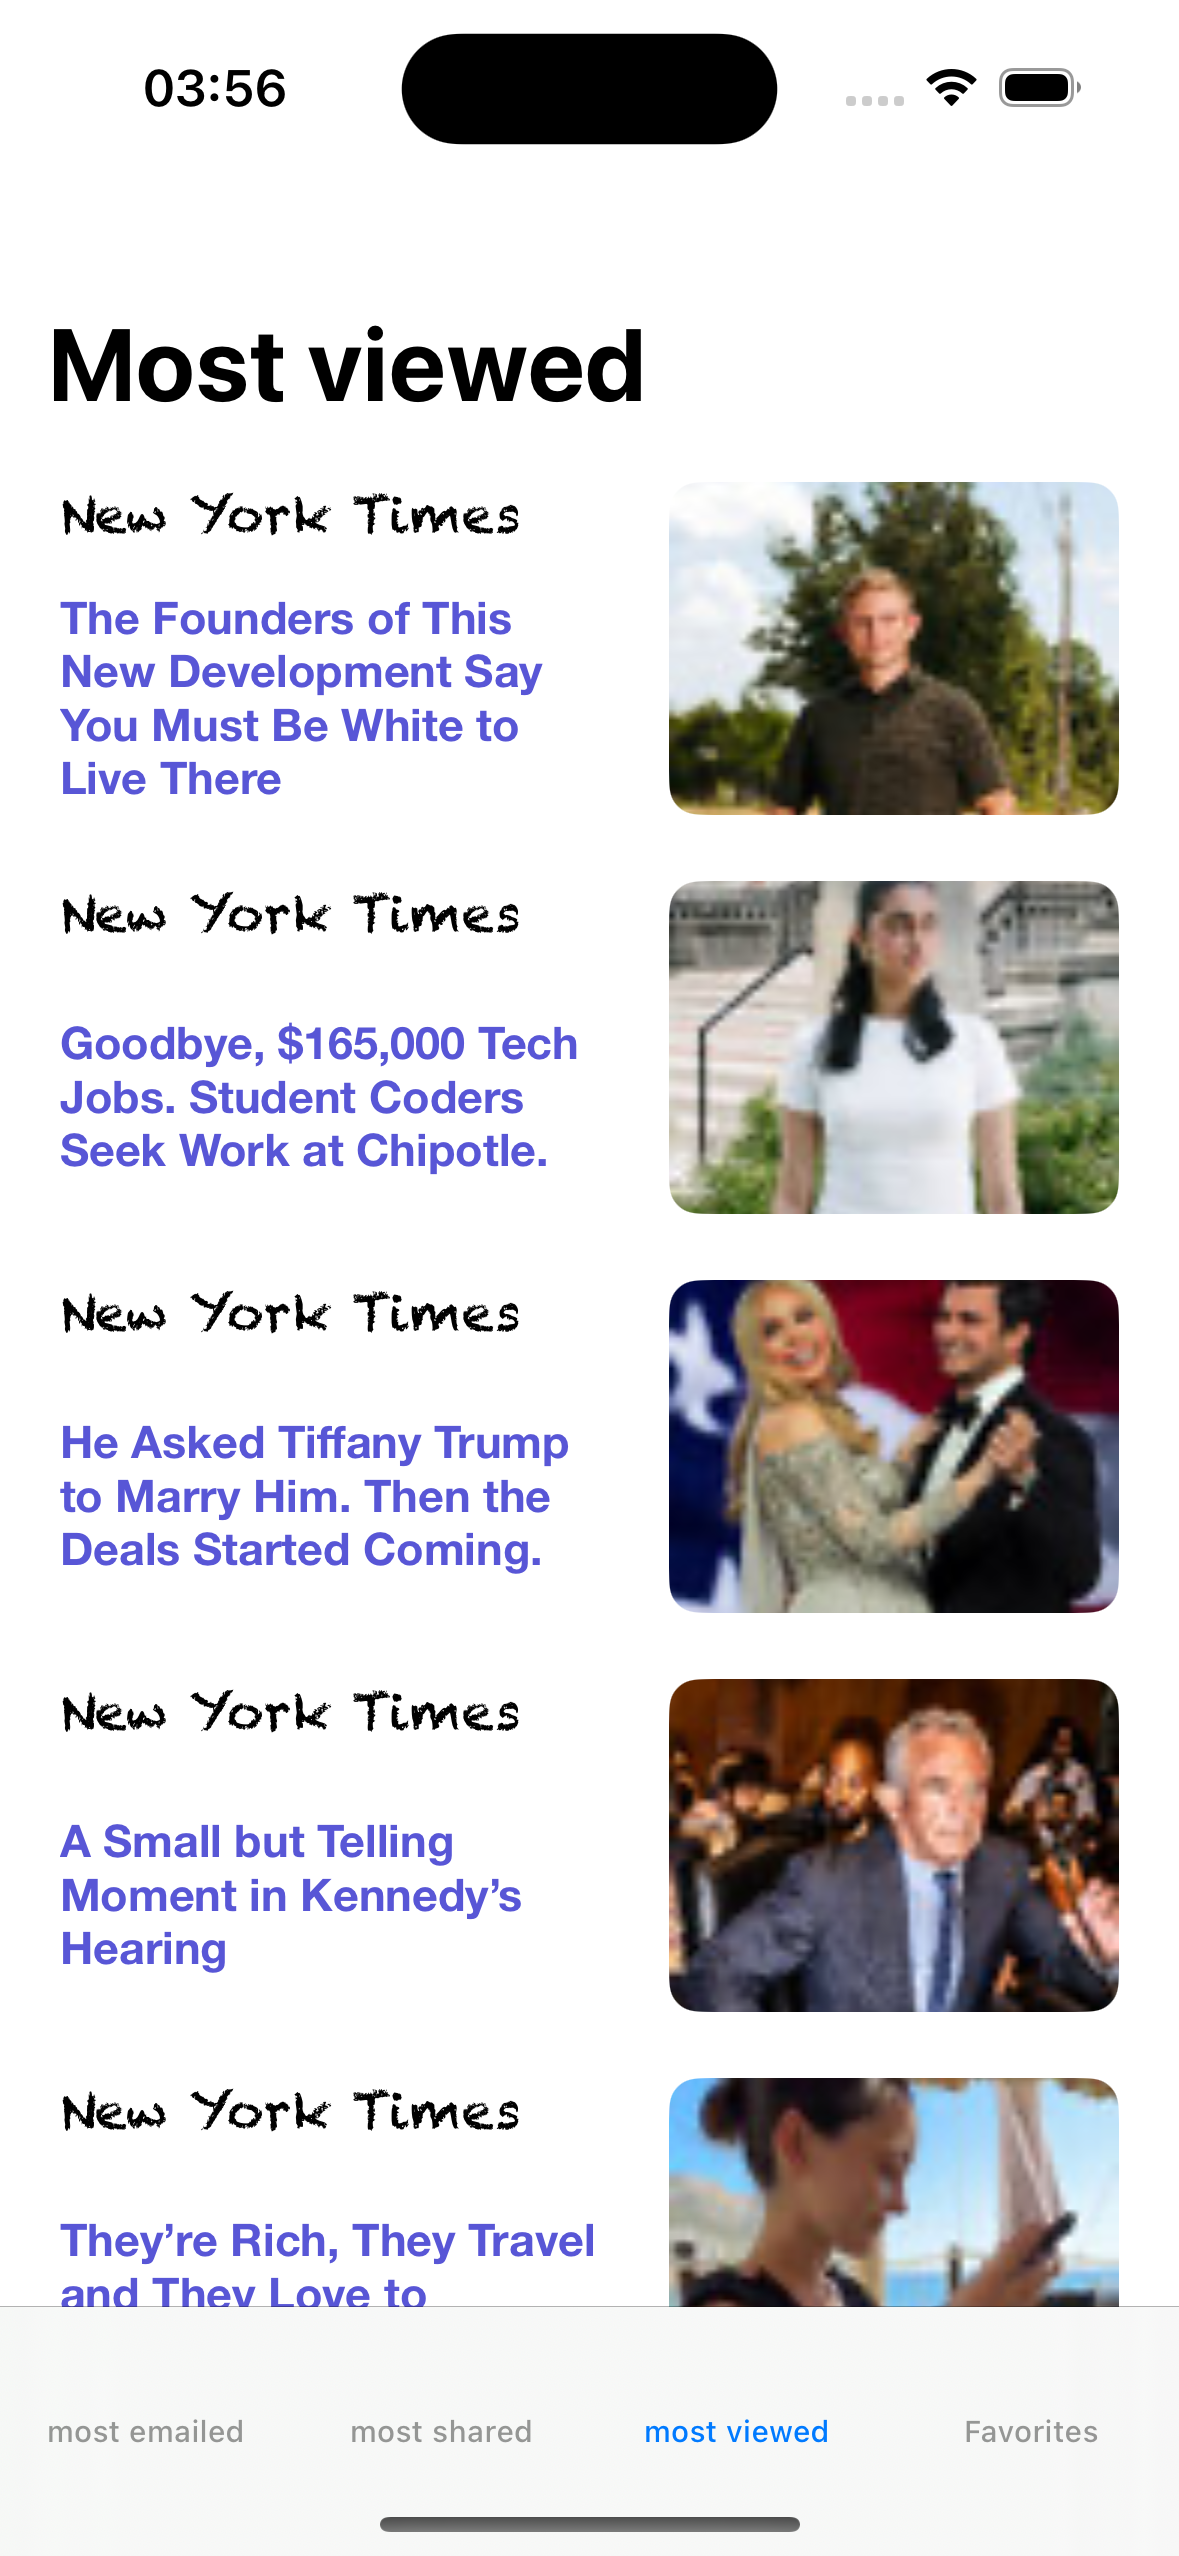 03:56
Most viewed
New York Times
The Founders of This
New Development Say
You Must Be White to
Live There
New York Times
Goodbye, $165,000 Tech
Jobs. Student Coders
Seek Work at Chipotle.
New York Times
He Asked Tiffany Trump
to Marry Him. Then the
Deals Started Coming.
New York Times
A Small but Telling
Moment in Kennedy’s
Hearing
New York Times
They’re Rich, They Travel
and They Love to
most emailed
most shared
most viewed
Favorites